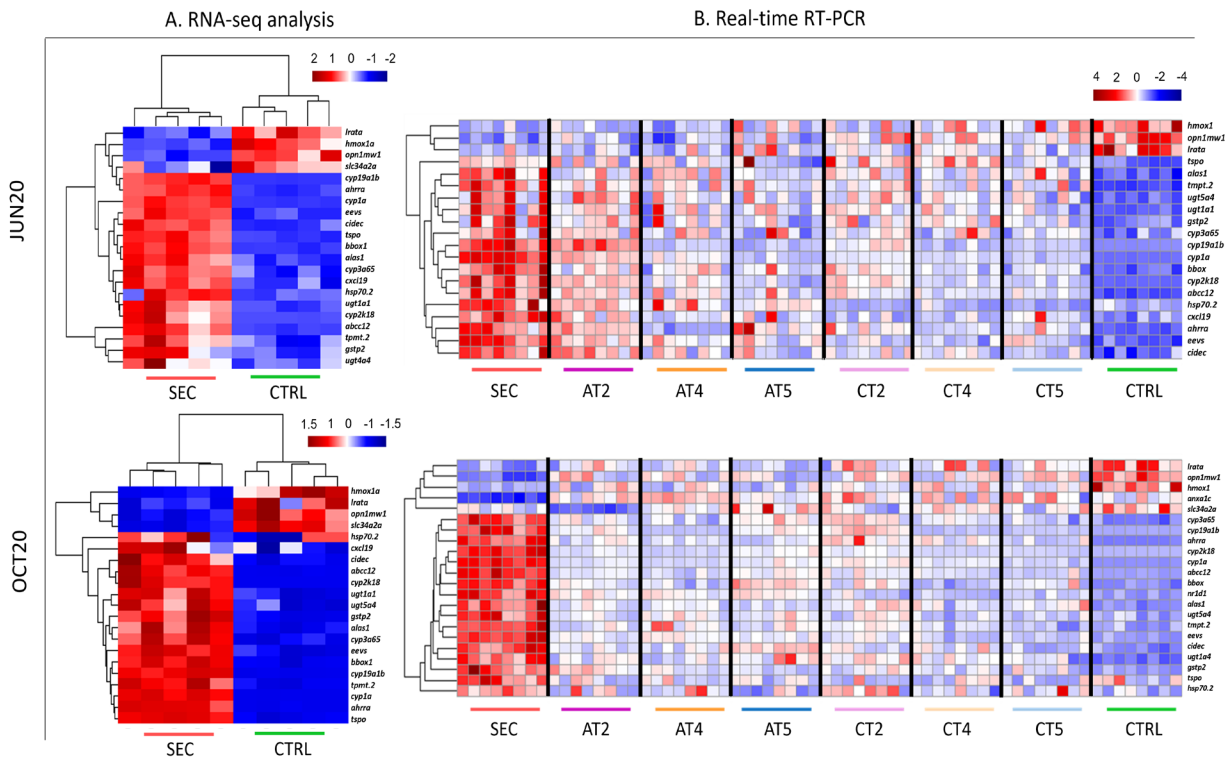 A. RNA-seq analysis
B. Real-time RT-PCR
JUN20
2 1 0 -1 -2
lrata
hmox1a
opn1mw1
slc34a2a
cyp19a1b
ahrra
cyp1a
eevs
cidec
tspo
bbox1
alas1
cyp3a65
cxcl19
hsp70.2
ugt1a1
cyp2k18
abcc12
tpmt.2
gstp2
ugt4a4
SEC CTRL
4 2 0 -2 -4
hmox1
opn1mw1
lrata
tspo
alas1
tmpt.2
ugt5a4
ugt1a1
gstp2
cyp3a65
cyp19a1b
cyp1a
bbox
cyp2k18
abcc12
hsp70.2
cxcl19
ahrra
eevs
cidec
SEC AT2 AT4 AT5 CT2 CT4 CT5 CTRL
OCT20
1.5 1 0 -1 -1.5
hmox1a
lrata
opn1mw1
slc34a2a
hsp70.2
cxcl19
cidec
abcc12
cyp2k18
ugt1a1
ugt5a4
gstp2
alas1
cyp3a65
eevs
bbox1
cyp19a1b
tpmt.2
cyp1a
ahrra
tspo
SEC CTRL
lrata
opn1mw1
hmox1
anxa1c
slc34a2a
cyp3a65
cyp19a1b
ahrra
cyp2k18
cyp1a
abcc12
bbox
nr1d1
alas1
ugt5a4
tmpt.2
eevs
cidec
ugt1a4
gstp2
tspo
hsp70.2
SEC AT2 AT4 AT5 CT2 CT4 CT5 CTRL